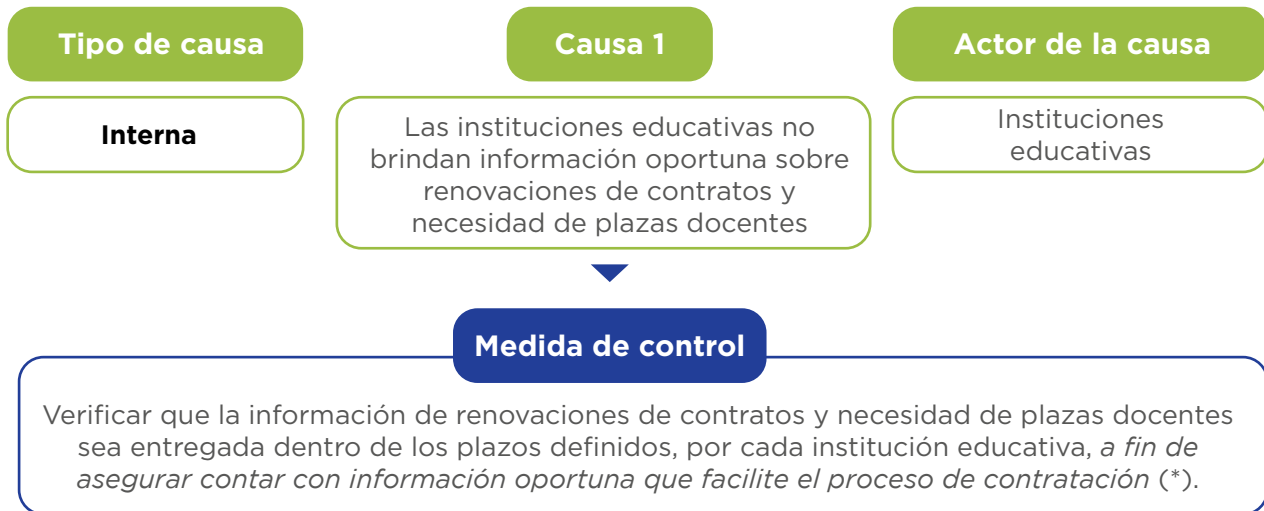 Tipo de causa
Causa 1
Actor de la causa
Interna
Las instituciones educativas no
brindan información oportuna sobre
renovaciones de contratos y
necesidad de plazas docentes
Instituciones
educativas
Medida de control
Verificar que la información de renovaciones de contratos y necesidad de plazas docentes
sea entregada dentro de los plazos definidos, por cada institución educativa, a fin de
asegurar contar con información oportuna que facilite el proceso de contratación (*).